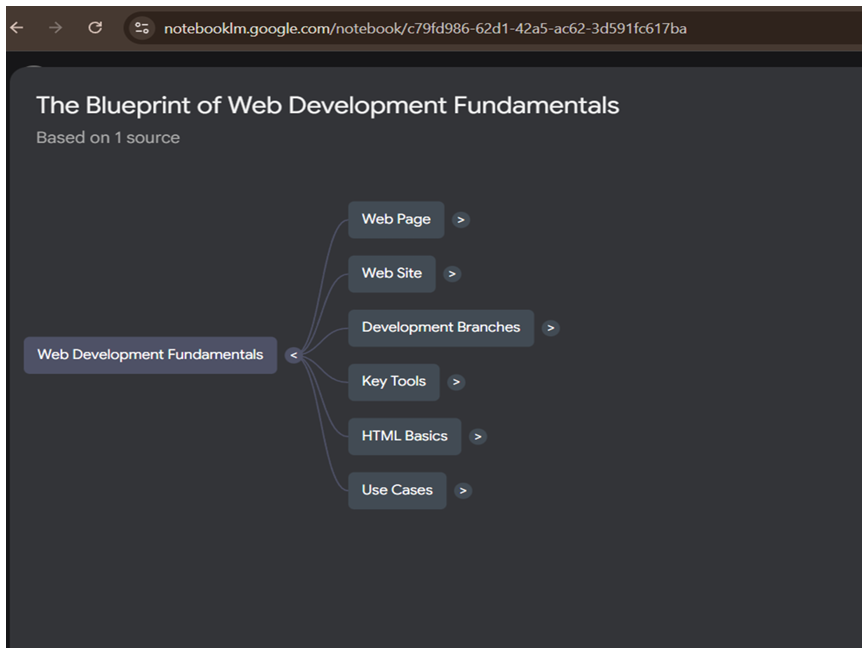 notebooklm.google.com/notebook/c79fd986-62d1-42a5-ac62-3d591fc617ba
The Blueprint of Web Development Fundamentals
Based on 1 source
Web Page >
Web Site >
Development Branches >
Web Development Fundamentals <
Key Tools >
HTML Basics >
Use Cases >